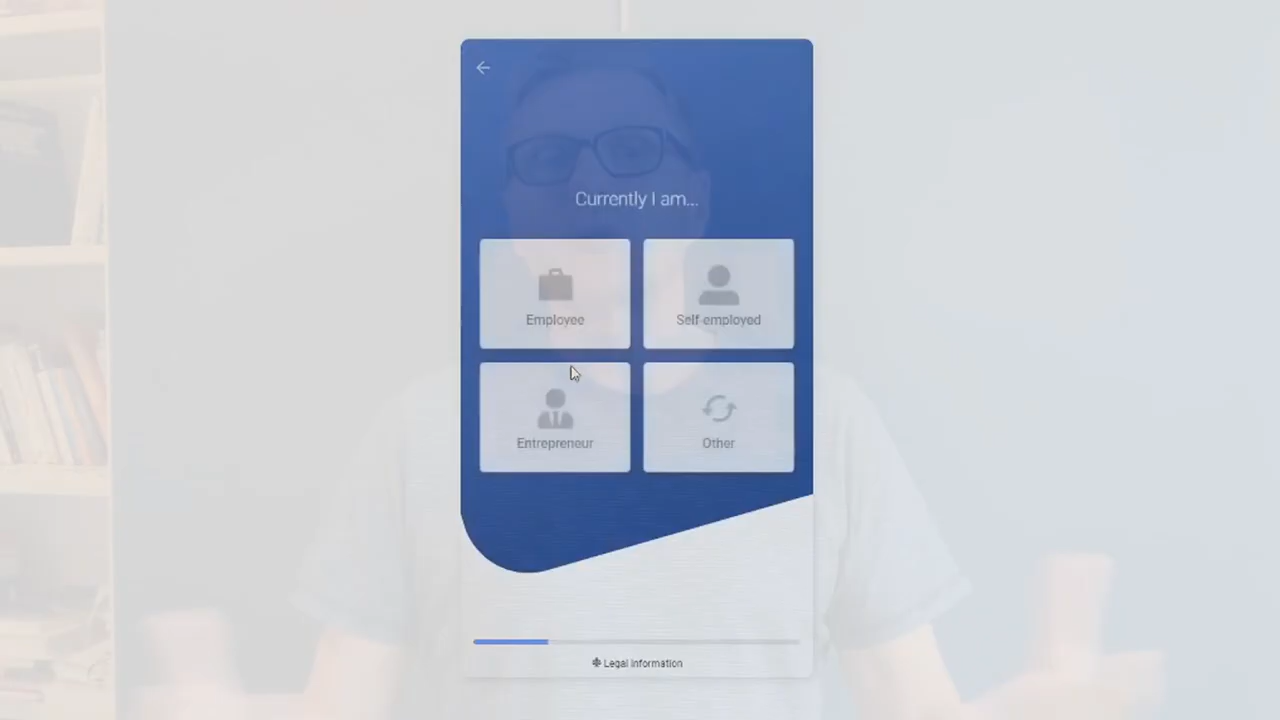 Currently I am...
Employee
Self employed
Entrepreneur
Other
Legal Information